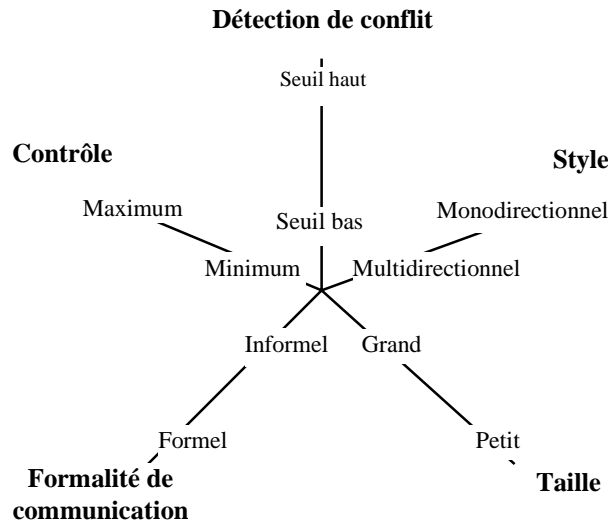 Détection de conflit
Seuil haut
Contrôle
Style
Maximum
Monodirectionnel
Seuil bas
Minimum
Multidirectionnel
Informel
Grand
Formel
Petit
Formalité de
communication
Taille